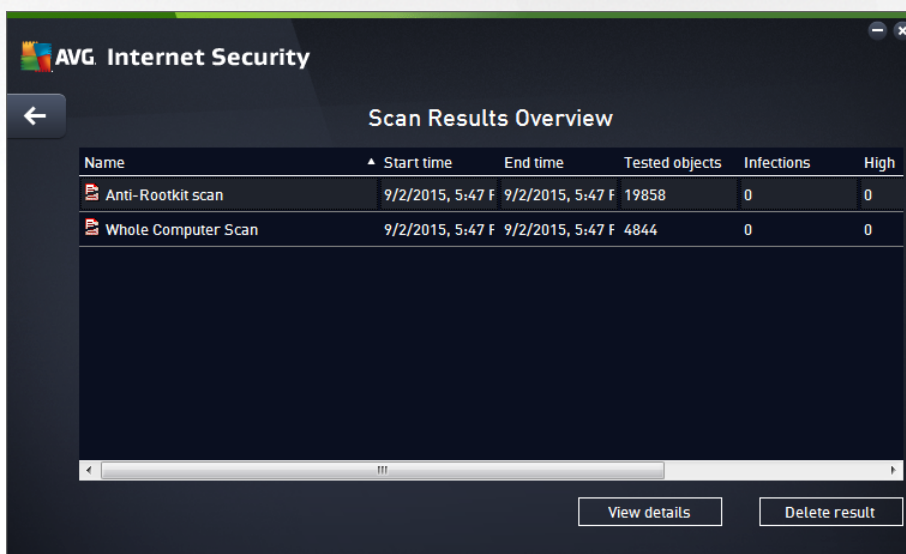 AVG. Internet Security
Scan Results Overview
Name Start time End time Tested objects Infections High
Anti-Rootkit scan 9/2/2015, 5:47 F 9/2/2015, 5:47 F 19858 0 0
Whole Computer Scan 9/2/2015, 5:47 F 9/2/2015, 5:47 F 4844 0 0
View details Delete result